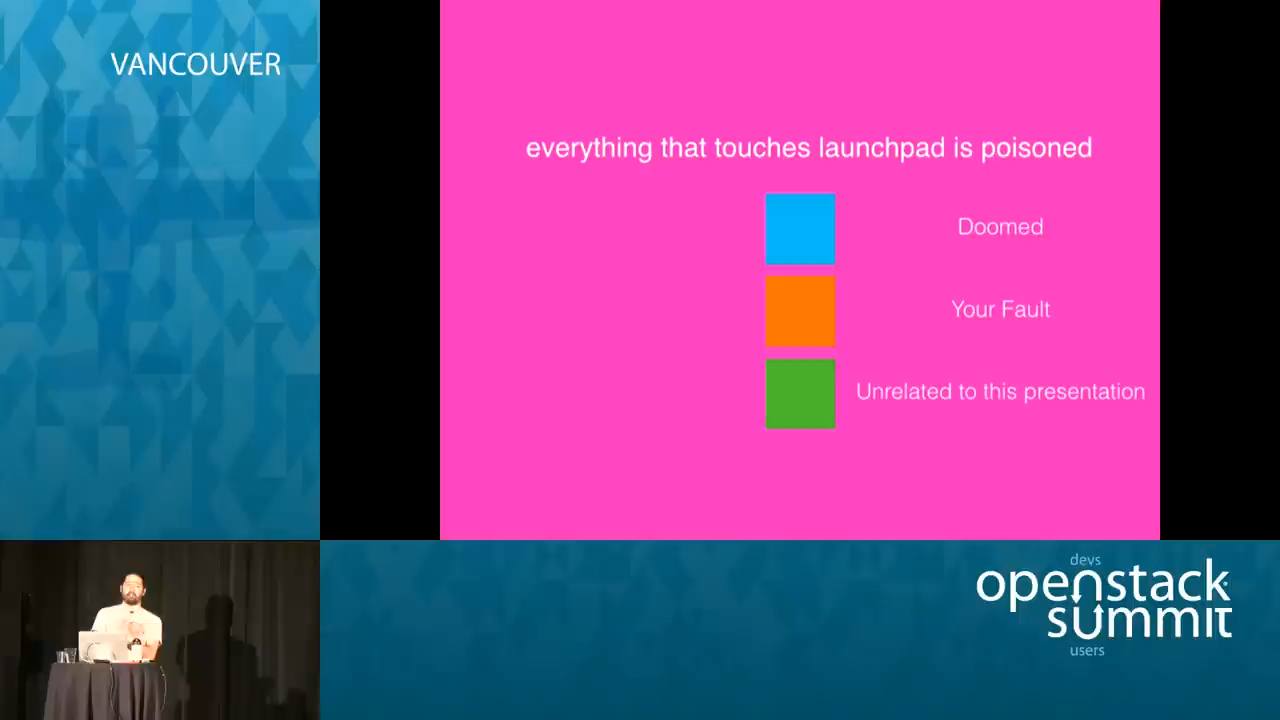 VANCOUVER
everything that touches launchpad is poisoned
Doomed
Your Fault
Unrelated to this presentation
devs
openstack
summit
users